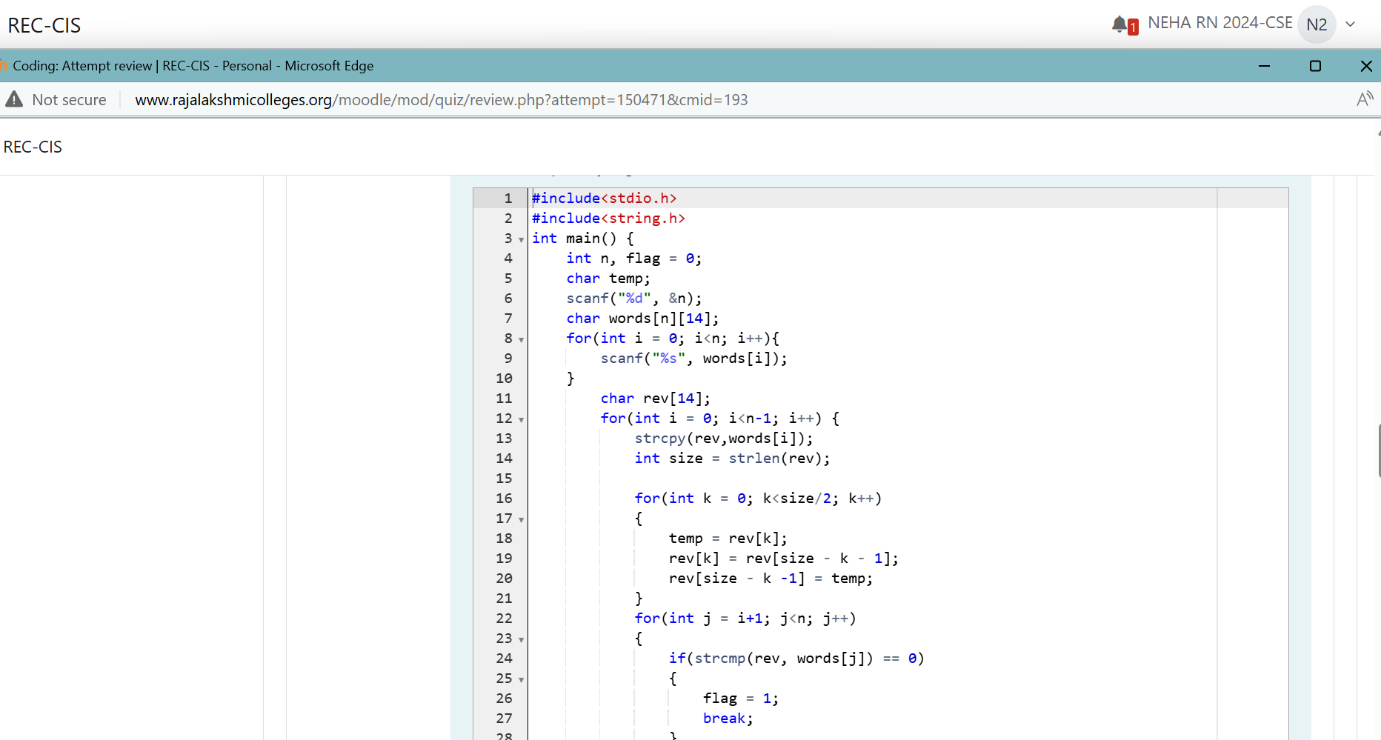 REC-CIS
1 NEHA RN 2024-CSE N2
Coding: Attempt review | REC-CIS - Personal - Microsoft Edge
Not secure www.rajalakshmicolleges.org/moodle/mod/quiz/review.php?attempt=150471&cmid=193
REC-CIS
1 #include<stdio.h>
2 #include<string.h>
3 int main() {
4     int n, flag = 0;
5     char temp;
6     scanf("%d", &n);
7     char words[n][14];
8     for(int i = 0; i<n; i++){
9         scanf("%s", words[i]);
10     }
11         char rev[14];
12         for(int i = 0; i<n-1; i++) {
13             strcpy(rev,words[i]);
14             int size = strlen(rev);
15
16             for(int k = 0; k<size/2; k++)
17             {
18                 temp = rev[k];
19                 rev[k] = rev[size - k - 1];
20                 rev[size - k -1] = temp;
21             }
22             for(int j = i+1; j<n; j++)
23             {
24                 if(strcmp(rev, words[j]) == 0)
25                 {
26                     flag = 1;
27                     break;
28                 }